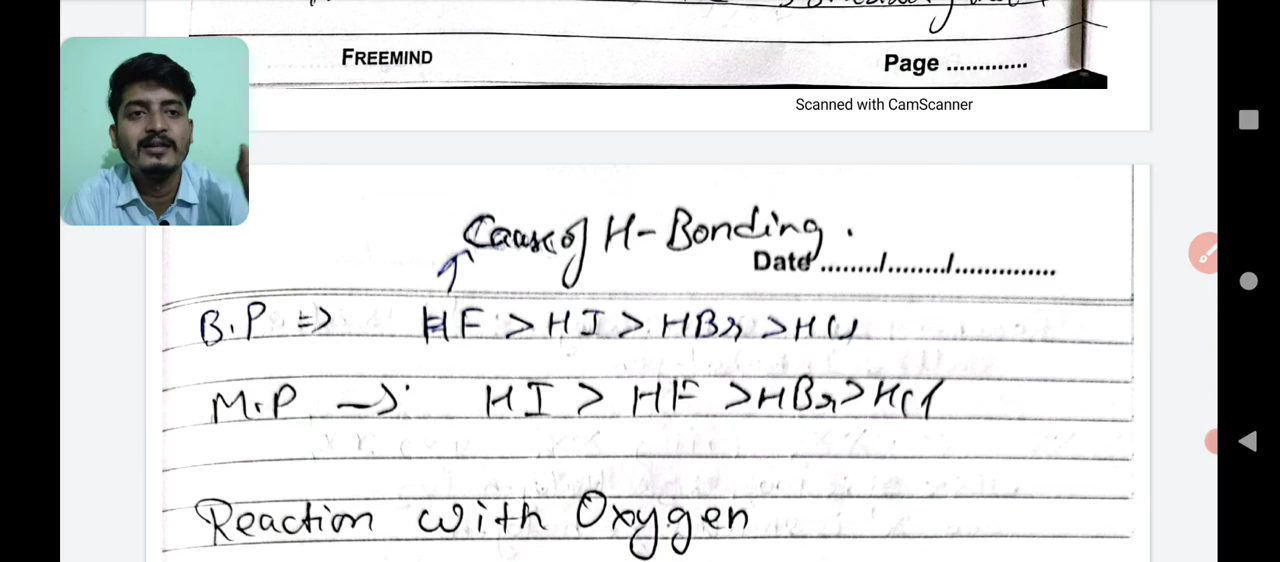 FREEMIND
Page .............
Scanned with CamScanner
Cause of H-Bonding.
Date ........./........./..............
B.P => HF > HI > HBr > HCl
M.P —> HI > HF > HBr > HCl
Reaction with Oxygen